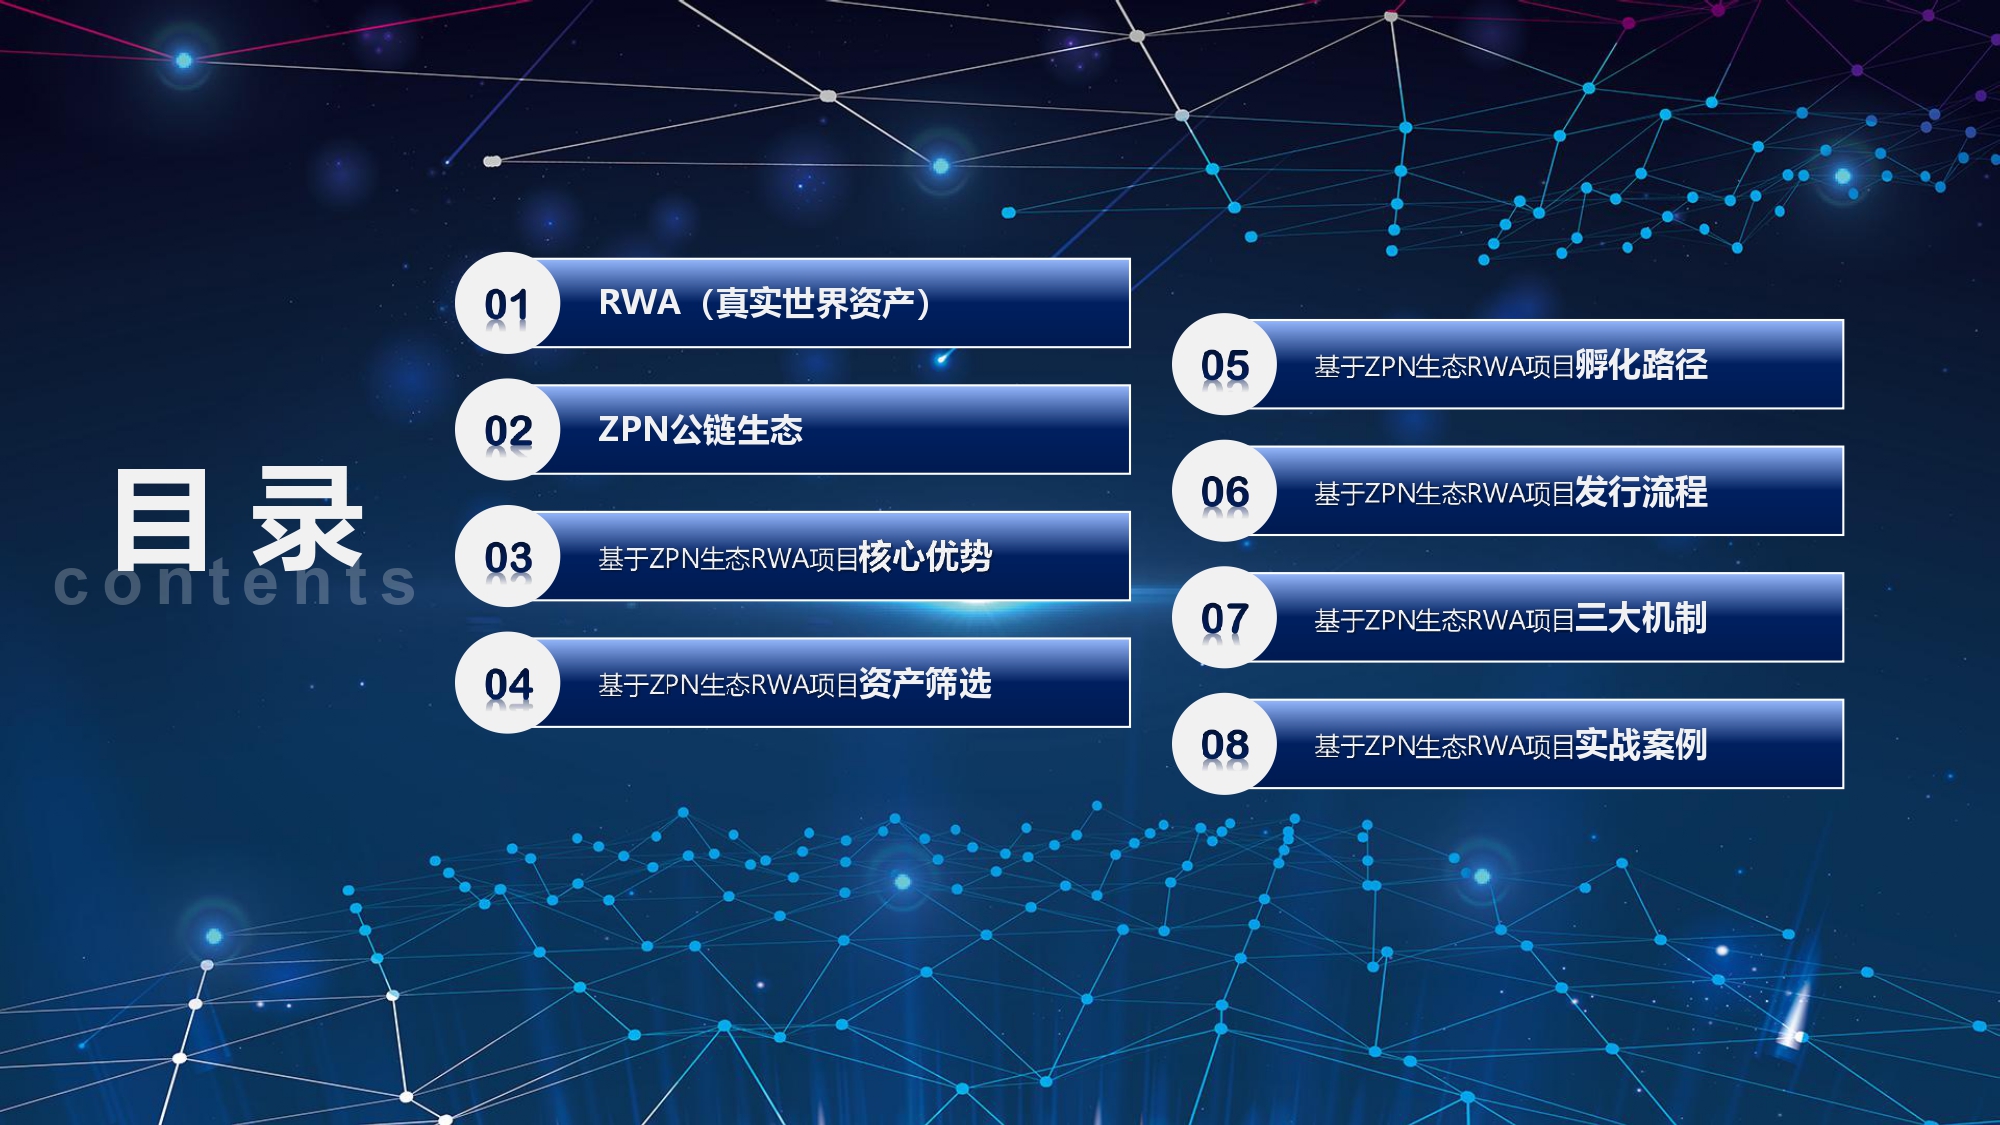 目录
contents
01
RWA（真实世界资产）
02
ZPN公链生态
03
基于ZPN生态RWA项目核心优势
04
基于ZPN生态RWA项目资产筛选
05
基于ZPN生态RWA项目孵化路径
06
基于ZPN生态RWA项目发行流程
07
基于ZPN生态RWA项目三大机制
08
基于ZPN生态RWA项目实战案例